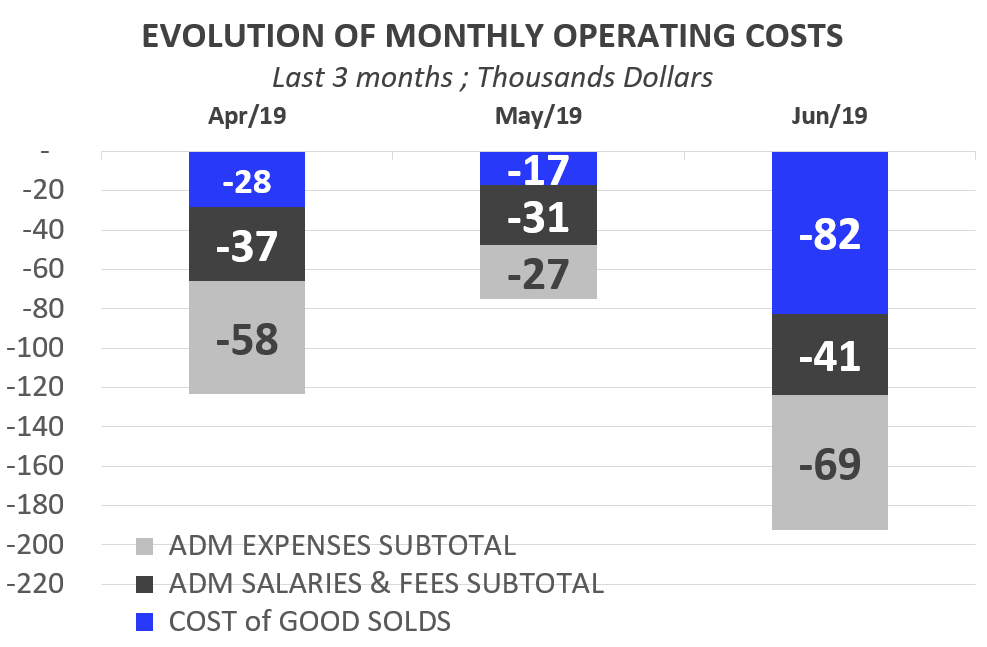 EVOLUTION OF MONTHLY OPERATING COSTS
Last 3 months ; Thousands Dollars
Apr/19 May/19 Jun/19
-
-20
-40
-60
-80
-100
-120
-140
-160
-180
-200
-220
-28 -17 -82
-37 -31 -41
-58 -27 -69
ADM EXPENSES SUBTOTAL
ADM SALARIES & FEES SUBTOTAL
COST of GOOD SOLDS